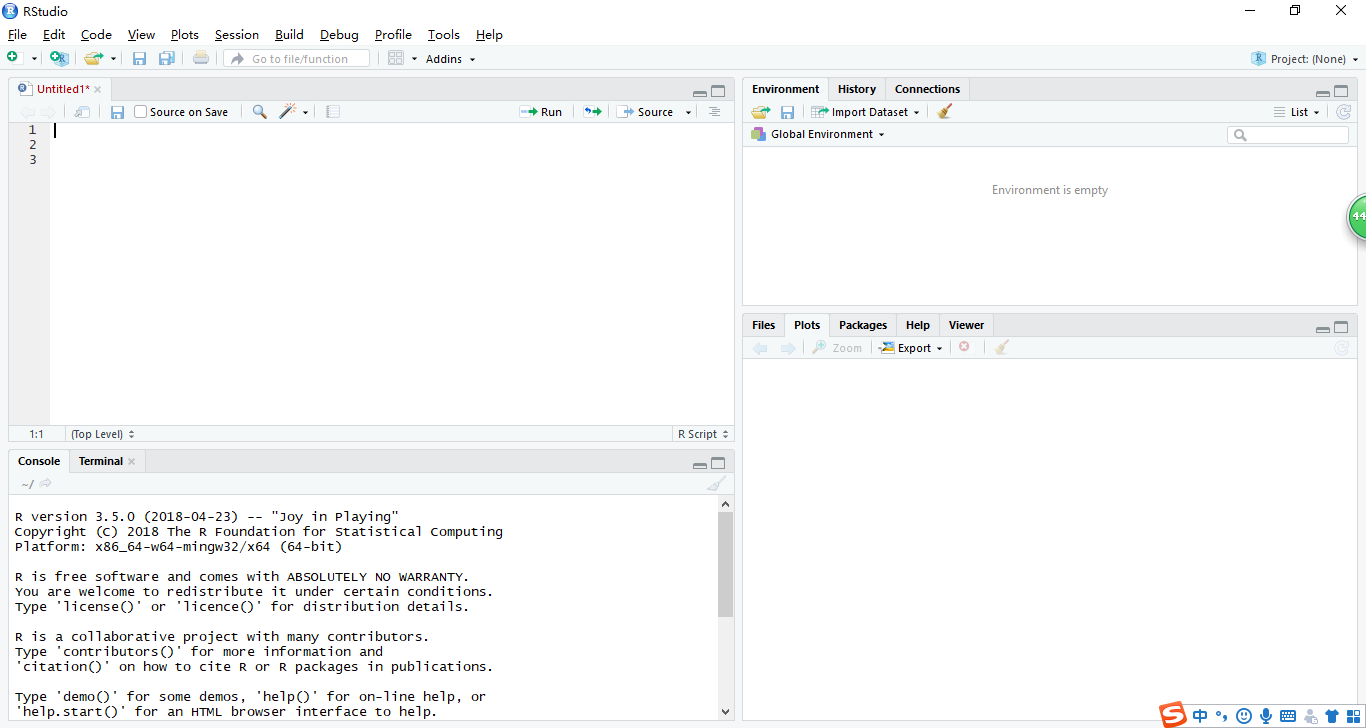 RStudio
File Edit Code View Plots Session Build Debug Profile Tools Help
Go to file/function Addins Project: (None)
Untitled1*
Source on Save Run Source
1
2
3
1:1 (Top Level) R Script
Console Terminal
~/
R version 3.5.0 (2018-04-23) -- "Joy in Playing"
Copyright (C) 2018 The R Foundation for Statistical Computing
Platform: x86_64-w64-mingw32/x64 (64-bit)
R is free software and comes with ABSOLUTELY NO WARRANTY.
You are welcome to redistribute it under certain conditions.
Type 'license()' or 'licence()' for distribution details.
R is a collaborative project with many contributors.
Type 'contributors()' for more information and
'citation()' on how to cite R or R packages in publications.
Type 'demo()' for some demos, 'help()' for on-line help, or
'help.start()' for an HTML browser interface to help.
Environment History Connections
Import Dataset List
Global Environment
Environment is empty
44
Files Plots Packages Help Viewer
Zoom Export
中